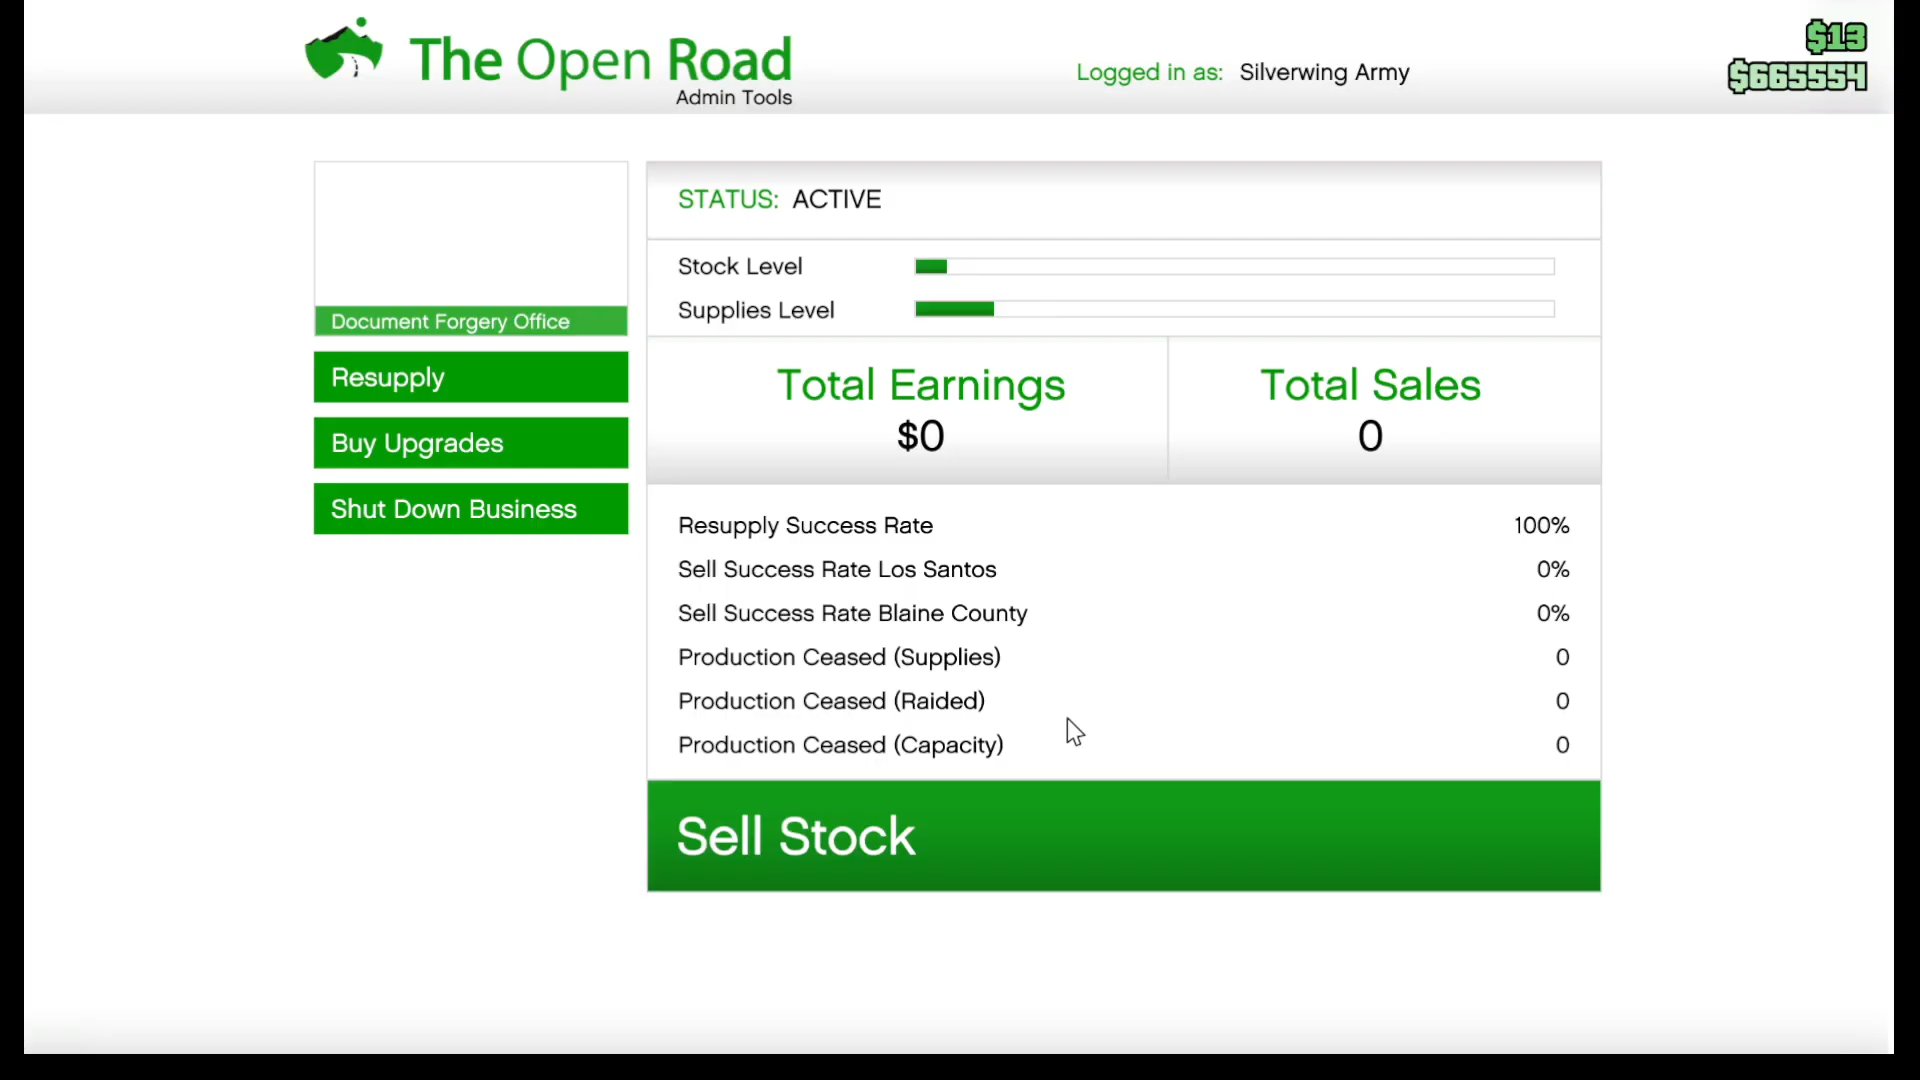 The Open Road
Admin Tools
Logged in as: Silverwing Army
$13
$665554
Document Forgery Office
Resupply
Buy Upgrades
Shut Down Business
STATUS: ACTIVE
Stock Level
Supplies Level
Total Earnings
$0
Total Sales
0
Resupply Success Rate 100%
Sell Success Rate Los Santos 0%
Sell Success Rate Blaine County 0%
Production Ceased (Supplies) 0
Production Ceased (Raided) 0
Production Ceased (Capacity) 0
Sell Stock